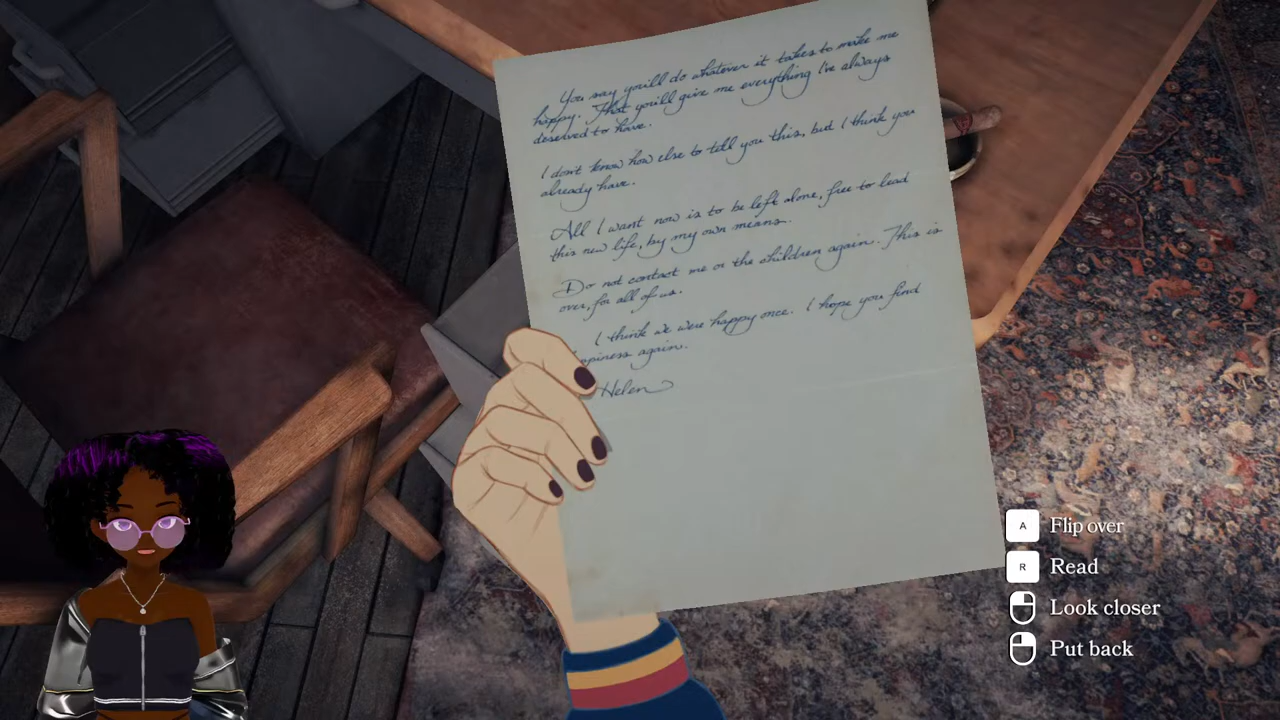 You say you'll do whatever it takes to make me
happy. That you'll give me everything I've always
deserved to have.
I don't know how else to tell you this, but I think you
already have.
All I want now is to be left alone, free to lead
this new life, by my own means.
Do not contact me or the children again. This is
over, for all of us.
I think we were happy once. I hope you find
happiness again.
Helen
A Flip over
R Read
Look closer
Put back